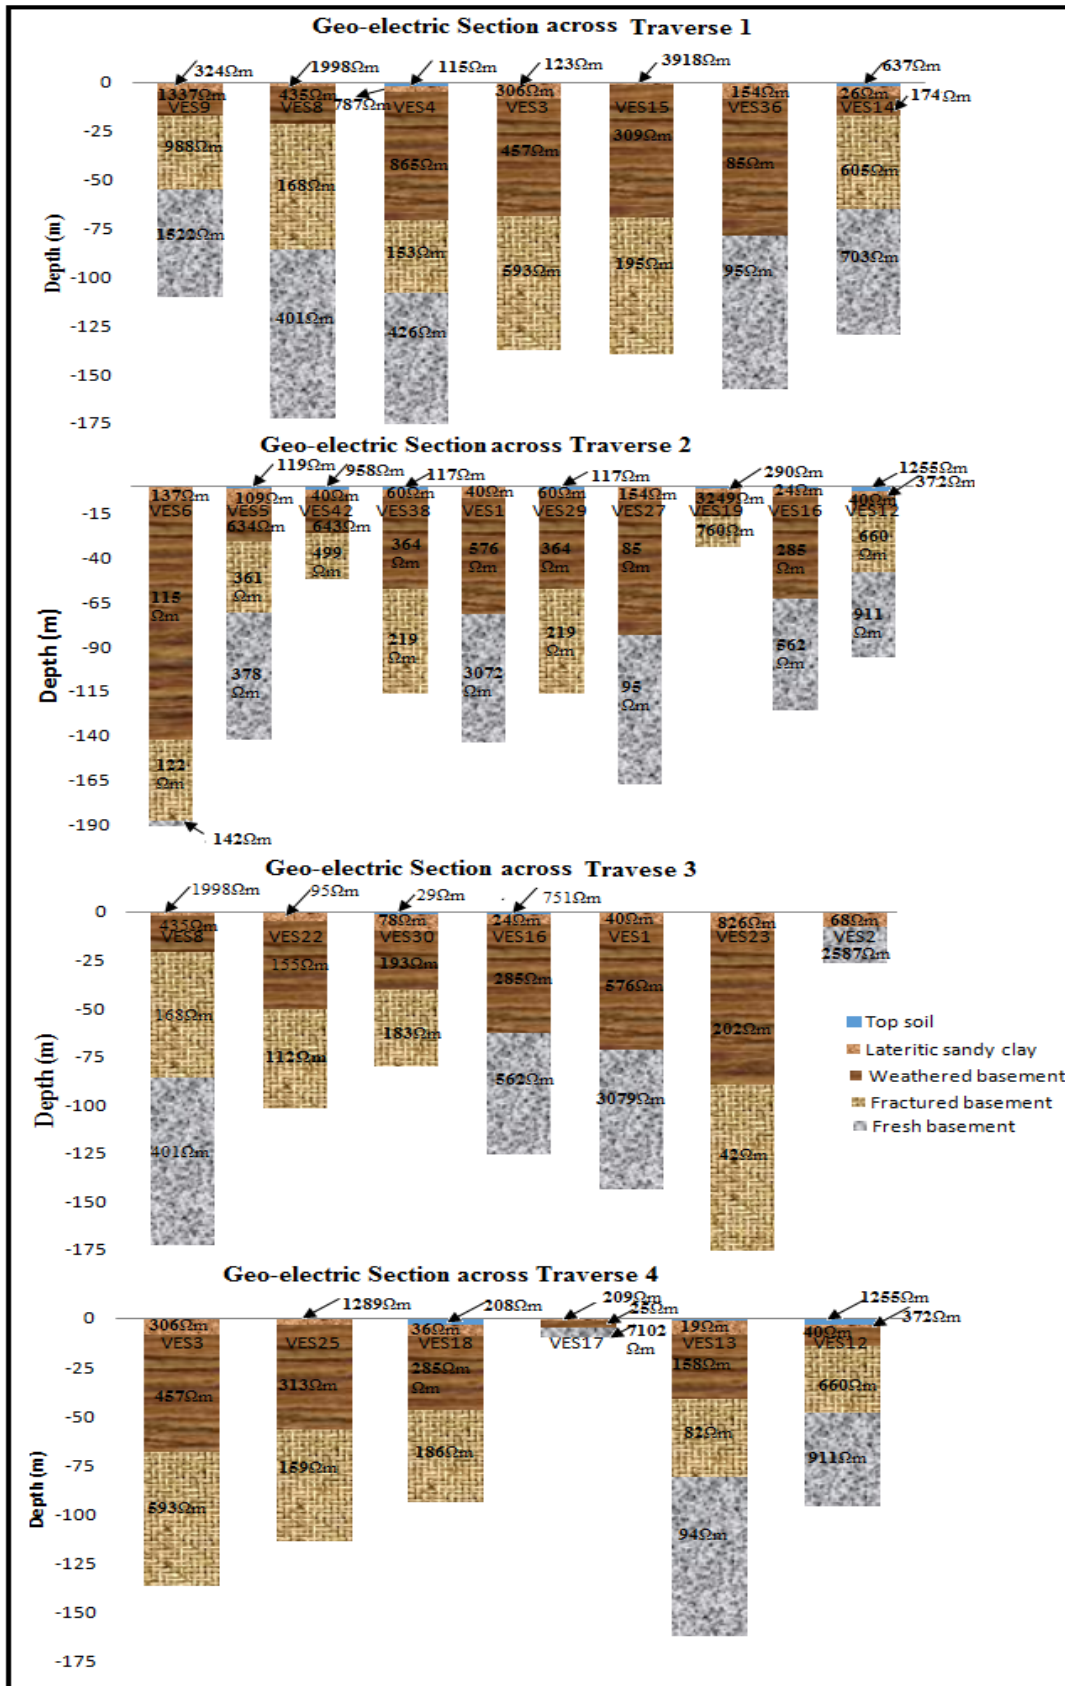 Geo-electric Section across Traverse 1
324Ωm 1998Ωm 115Ωm 123Ωm 3918Ωm 637Ωm
0
1337Ωm 435Ωm 787Ωm 306Ωm 154Ωm 26Ωm 174Ωm
VES9 VES8 VES4 VES3 VES15 VES36 VES14
-25
988Ωm 168Ωm 865Ωm 457Ωm 309Ωm 85Ωm 605Ωm
-50
-75
1522Ωm 401Ωm 153Ωm 593Ωm 195Ωm 95Ωm 703Ωm
-100
-125
426Ωm
-150
-175
Depth (m)
Geo-electric Section across Traverse 2
119Ωm 958Ωm 117Ωm 117Ωm 290Ωm 1255Ωm
372Ωm
137Ωm 109Ωm 40Ωm 60Ωm 40Ωm 60Ωm 154Ωm 3249Ωm 24Ωm 40Ωm
VES6 VES5 VES42 VES38 VES1 VES29 VES27 VES19 VES16 VES12
-15
634Ωm 643Ωm 760Ωm 660
Ωm
-40
361
Ωm 499
Ωm 364
Ωm 576
Ωm 364
Ωm 85
Ωm 285
Ωm
-65
115
Ωm 911
Ωm
-90
378
Ωm 219
Ωm 3072
Ωm 219
Ωm 95
Ωm 562
Ωm
-115
-140
122
Ωm
-165
-190
142Ωm
Depth (m)
Geo-electric Section across Travese 3
1998Ωm 95Ωm 29Ωm 751Ωm
0
435Ωm 78Ωm 24Ωm 40Ωm 826Ωm 68Ωm
VES8 VES22 VES30 VES16 VES1 VES23 VES2
-25
155Ωm 193Ωm 285Ωm 576Ωm 2587Ωm
-50
168Ωm 112Ωm 183Ωm 202Ωm
-75
562Ωm 3079Ωm
-100
401Ωm 42Ωm
-125
-150
-175
Depth (m)
Top soil
Lateritic sandy clay
Weathered basement
Fractured basement
Fresh basement
Geo-electric Section across Traverse 4
1289Ωm 208Ωm 209Ωm 1255Ωm
25Ωm 372Ωm
0
306Ωm 36Ωm 7102
Ωm 19Ωm 40Ωm
VES3 VES25 VES18 VES17 VES13 VES12
-25
457Ωm 313Ωm 285Ωm
Ωm 158Ωm 660Ωm
-50
159Ωm 186Ωm 82Ωm 911Ωm
-75
-100
593Ωm 94Ωm
-125
-150
-175
Depth (m)